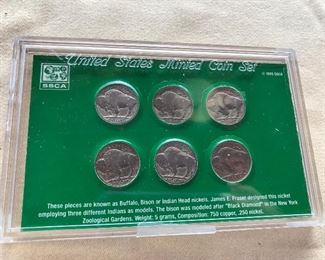 United States Minted Coin Set
SSCA
© 1995 SSCA
These pieces are known as Buffalo, Bison or Indian Head nickels. James E. Fraser designed this nickel
employing three different Indians as models. The bison was modeled after "Black Diamond" in the New York
Zoological Gardens. Weight: 5 grams, Composition: 750 copper, .250 nickel.